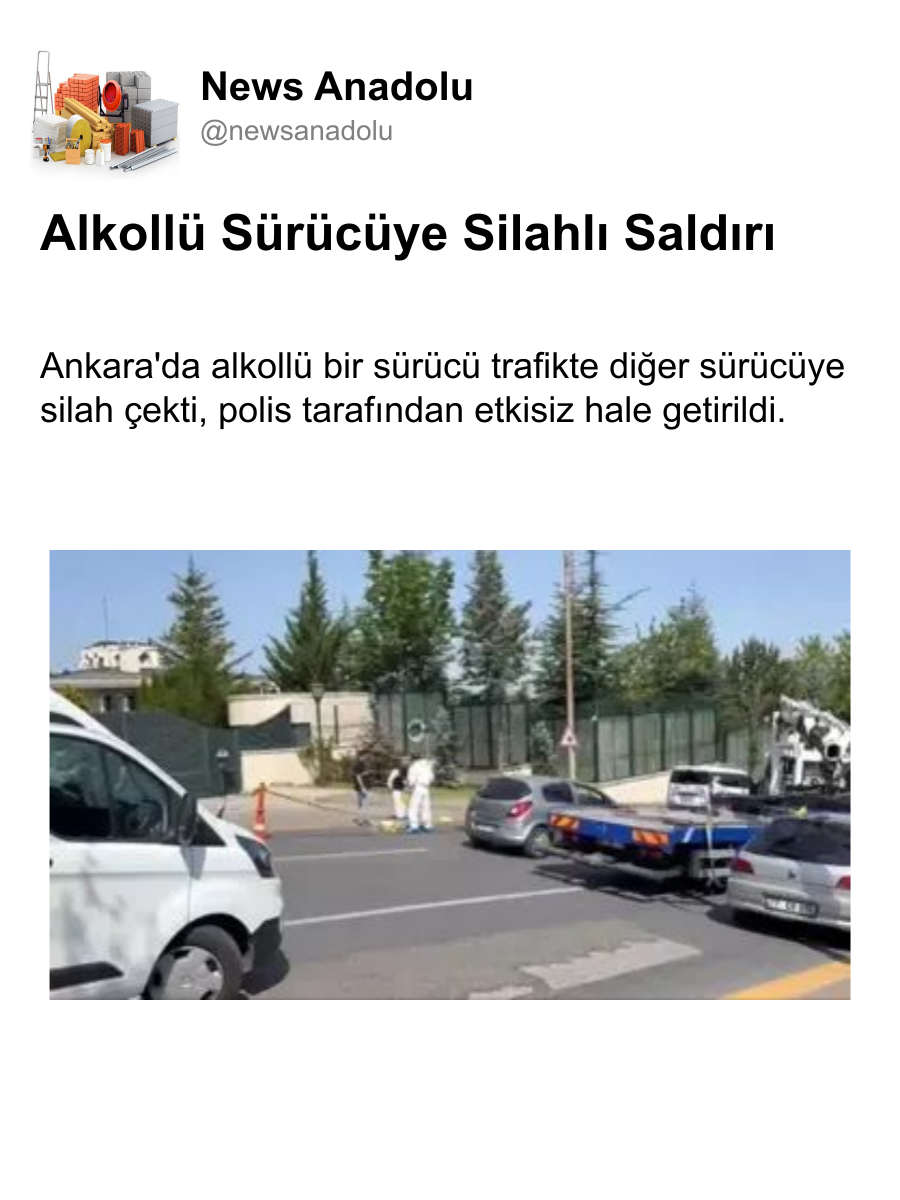 News Anadolu
@newsanadolu
Alkollü Sürücüye Silahlı Saldırı
Ankara'da alkollü bir sürücü trafikte diğer sürücüye
silah çekti, polis tarafından etkisiz hale getirildi.